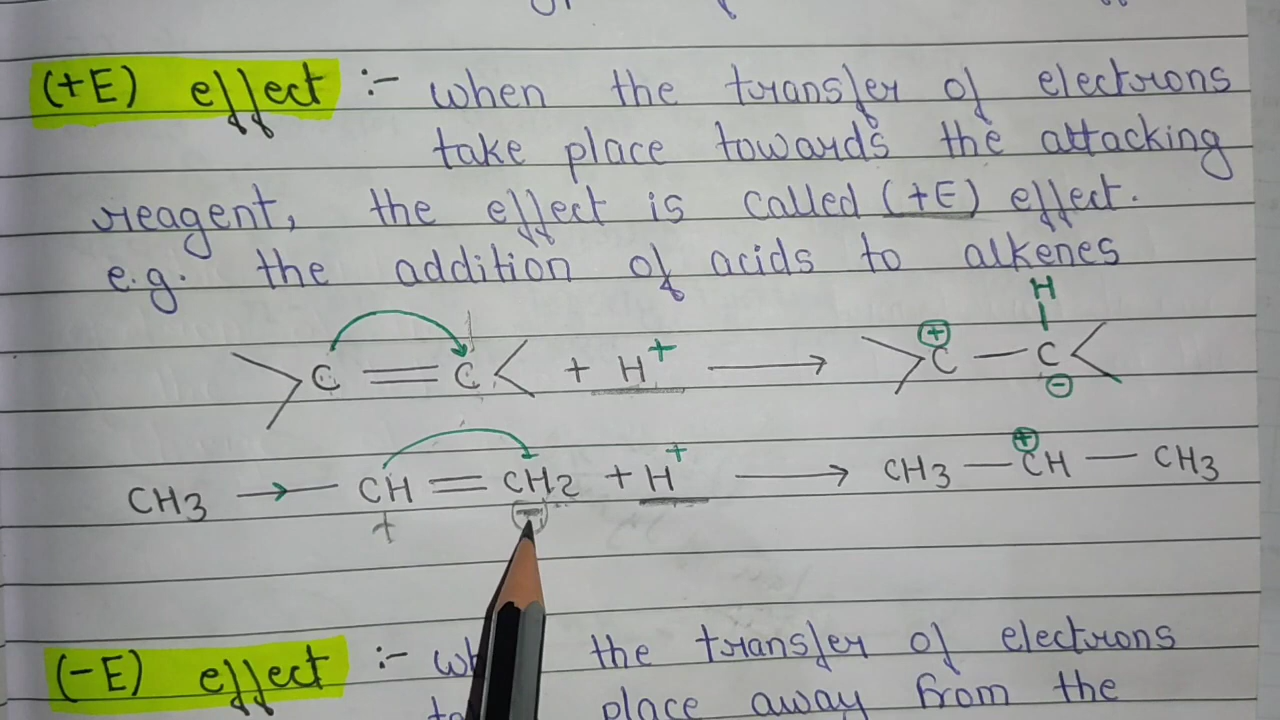 (+E) effect :- when the transfer of electrons
take place towards the attacking
reagent, the effect is called (+E) effect.
e.g. the addition of acids to alkenes
>C = C< + H⁺ ⟶ >C⁺ — C⁻(H)<
CH3 → CH = CH2 + H⁺ ⟶ CH3 — C⁺H — CH3
+ −
(-E) effect :- the transfer of electrons
place away from the